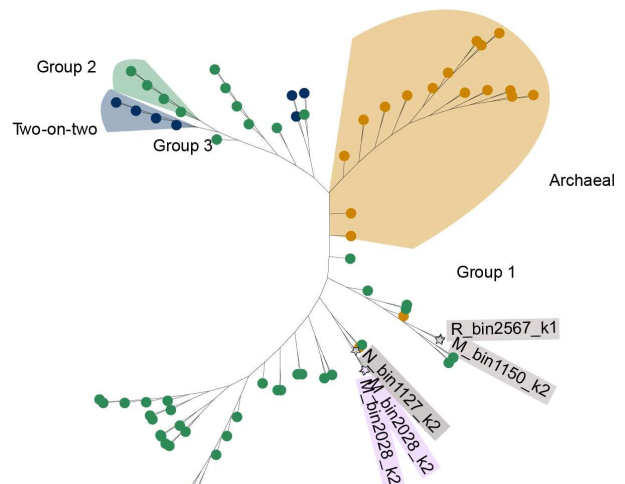 Group 2
Two-on-two
Group 3
Archaeal
Group 1
R_bin2567_k1
M_bin1150_k2
N_bin1127_k2
M_bin2028_k2
M_bin2028_k2